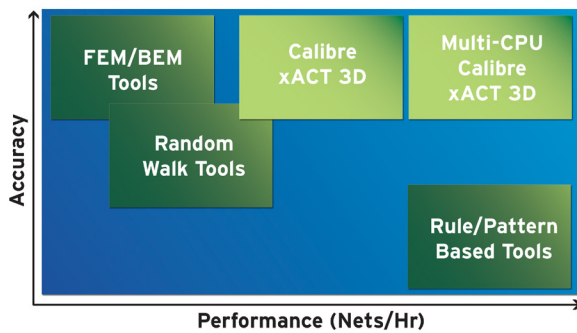 FEM/BEM
Tools
Calibre
xACT 3D
Multi-CPU
Calibre
xACT 3D
Random
Walk Tools
Rule/Pattern
Based Tools
Accuracy
Performance (Nets/Hr)